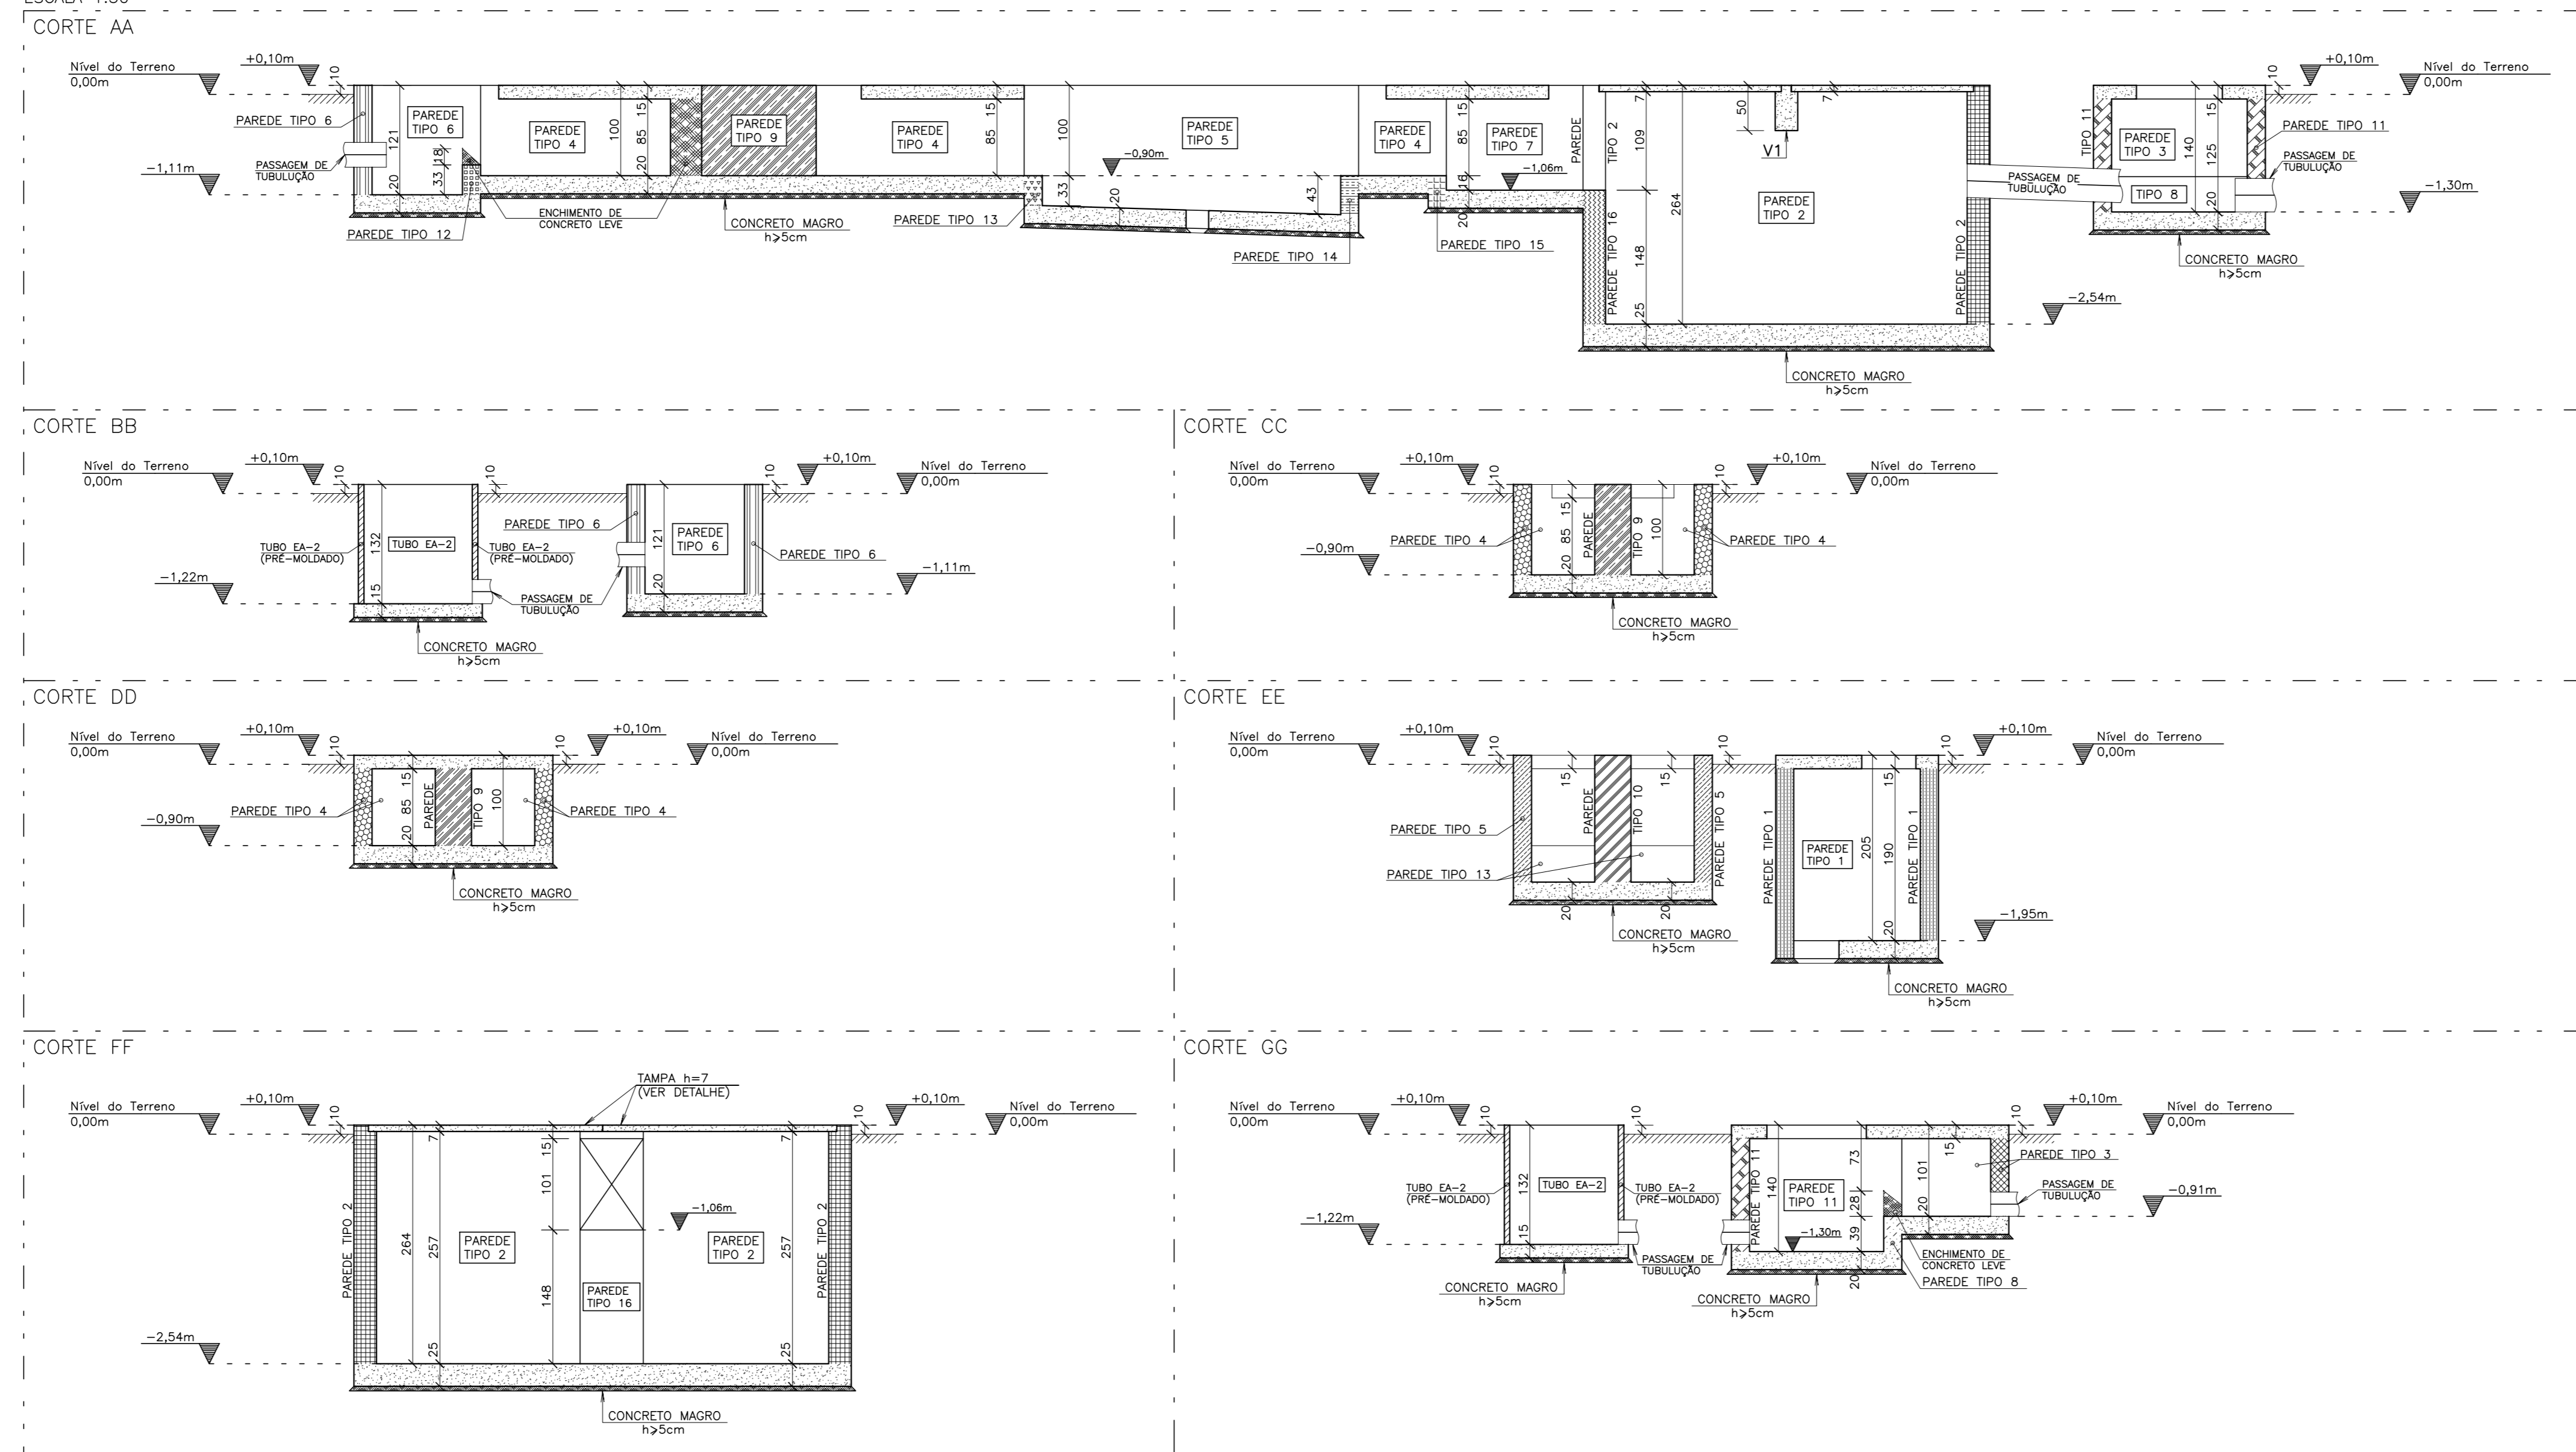 CORTE AA
Nível do Terreno
0,00m
+0,10m
10
PAREDE TIPO 6
PASSAGEM DE
TUBULUÇÃO
-1,11m
121
20
PAREDE
TIPO 6
18
33
PAREDE TIPO 12
PAREDE
TIPO 4
100
15
85
20
ENCHIMENTO DE
CONCRETO LEVE
PAREDE
TIPO 9
CONCRETO MAGRO
h⩾5cm
PAREDE
TIPO 4
15
85
PAREDE TIPO 13
100
33
20
-0,90m
PAREDE
TIPO 5
43
PAREDE TIPO 14
PAREDE
TIPO 4
15
85
16
20
PAREDE
TIPO 7
-1,06m
PAREDE TIPO 15
PAREDE
TIPO 2
PAREDE TIPO 16
7
109
148
25
264
50
7
V1
PAREDE
TIPO 2
PAREDE TIPO 2
CONCRETO MAGRO
h⩾5cm
-2,54m
PASSAGEM DE
TUBULUÇÃO
TIPO 11
PAREDE
TIPO 3
TIPO 8
140
15
125
20
10
+0,10m
Nível do Terreno
0,00m
PAREDE TIPO 11
PASSAGEM DE
TUBULUÇÃO
-1,30m
CONCRETO MAGRO
h⩾5cm
CORTE BB
Nível do Terreno
0,00m
+0,10m
10
TUBO EA-2
(PRÉ-MOLDADO)
-1,22m
132
15
TUBO EA-2
10
TUBO EA-2
(PRÉ-MOLDADO)
PAREDE TIPO 6
PASSAGEM DE
TUBULUÇÃO
CONCRETO MAGRO
h⩾5cm
121
20
PAREDE
TIPO 6
10
+0,10m
Nível do Terreno
0,00m
PAREDE TIPO 6
-1,11m
CORTE CC
Nível do Terreno
0,00m
+0,10m
10
PAREDE TIPO 4
-0,90m
15
85
20
PAREDE
TIPO 9
100
10
+0,10m
Nível do Terreno
0,00m
PAREDE TIPO 4
CONCRETO MAGRO
h⩾5cm
CORTE DD
Nível do Terreno
0,00m
+0,10m
10
PAREDE TIPO 4
-0,90m
15
85
20
PAREDE
TIPO 9
100
10
+0,10m
Nível do Terreno
0,00m
PAREDE TIPO 4
CONCRETO MAGRO
h⩾5cm
CORTE EE
Nível do Terreno
0,00m
+0,10m
10
PAREDE TIPO 5
PAREDE TIPO 13
15
20
PAREDE
TIPO 10
15
20
PAREDE TIPO 5
10
CONCRETO MAGRO
h⩾5cm
PAREDE TIPO 1
PAREDE
TIPO 1
205
15
190
20
PAREDE TIPO 1
10
+0,10m
Nível do Terreno
0,00m
-1,95m
CONCRETO MAGRO
h⩾5cm
CORTE FF
Nível do Terreno
0,00m
+0,10m
10
TAMPA h=7
(VER DETALHE)
PAREDE TIPO 2
-2,54m
264
7
257
25
PAREDE
TIPO 2
15
101
148
PAREDE
TIPO 16
-1,06m
PAREDE
TIPO 2
7
257
25
PAREDE TIPO 2
10
+0,10m
Nível do Terreno
0,00m
CONCRETO MAGRO
h⩾5cm
CORTE GG
Nível do Terreno
0,00m
+0,10m
10
TUBO EA-2
(PRÉ-MOLDADO)
-1,22m
132
15
TUBO EA-2
10
TUBO EA-2
(PRÉ-MOLDADO)
PASSAGEM DE
TUBULUÇÃO
CONCRETO MAGRO
h⩾5cm
PAREDE TIPO 11
140
PAREDE
TIPO 11
-1,30m
73
28
39
20
101
20
15
10
+0,10m
Nível do Terreno
0,00m
PAREDE TIPO 3
PASSAGEM DE
TUBULUÇÃO
-0,91m
ENCHIMENTO DE
CONCRETO LEVE
PAREDE TIPO 8
CONCRETO MAGRO
h⩾5cm